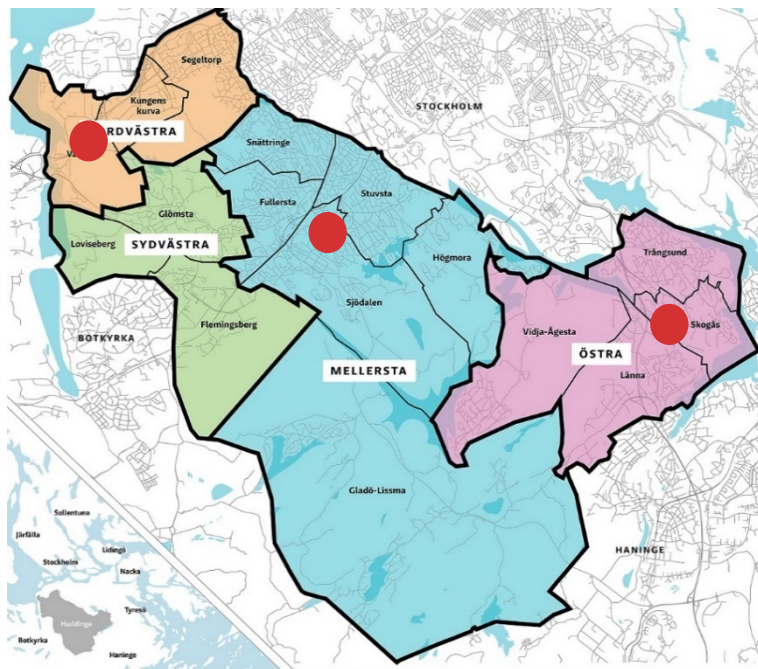 Segeltorp
Kungens
kurva
STOCKHOLM
RDVÄSTRA
Snättringe
Stuvsta
Fullersta
Glömsta
Loviseberg
SYDVÄSTRA
Högmora
Trångsund
Sjödalen
Flemingsberg
Vidja-Ågesta
Skogås
BOTKYRKA
ÖSTRA
MELLERSTA
Länna
Gladö-Lissma
HANINGE
Sollentuna
Järfälla
Lidingö
Stockholm
Nacka
Huddinge
Tyresö
Botkyrka
Haninge